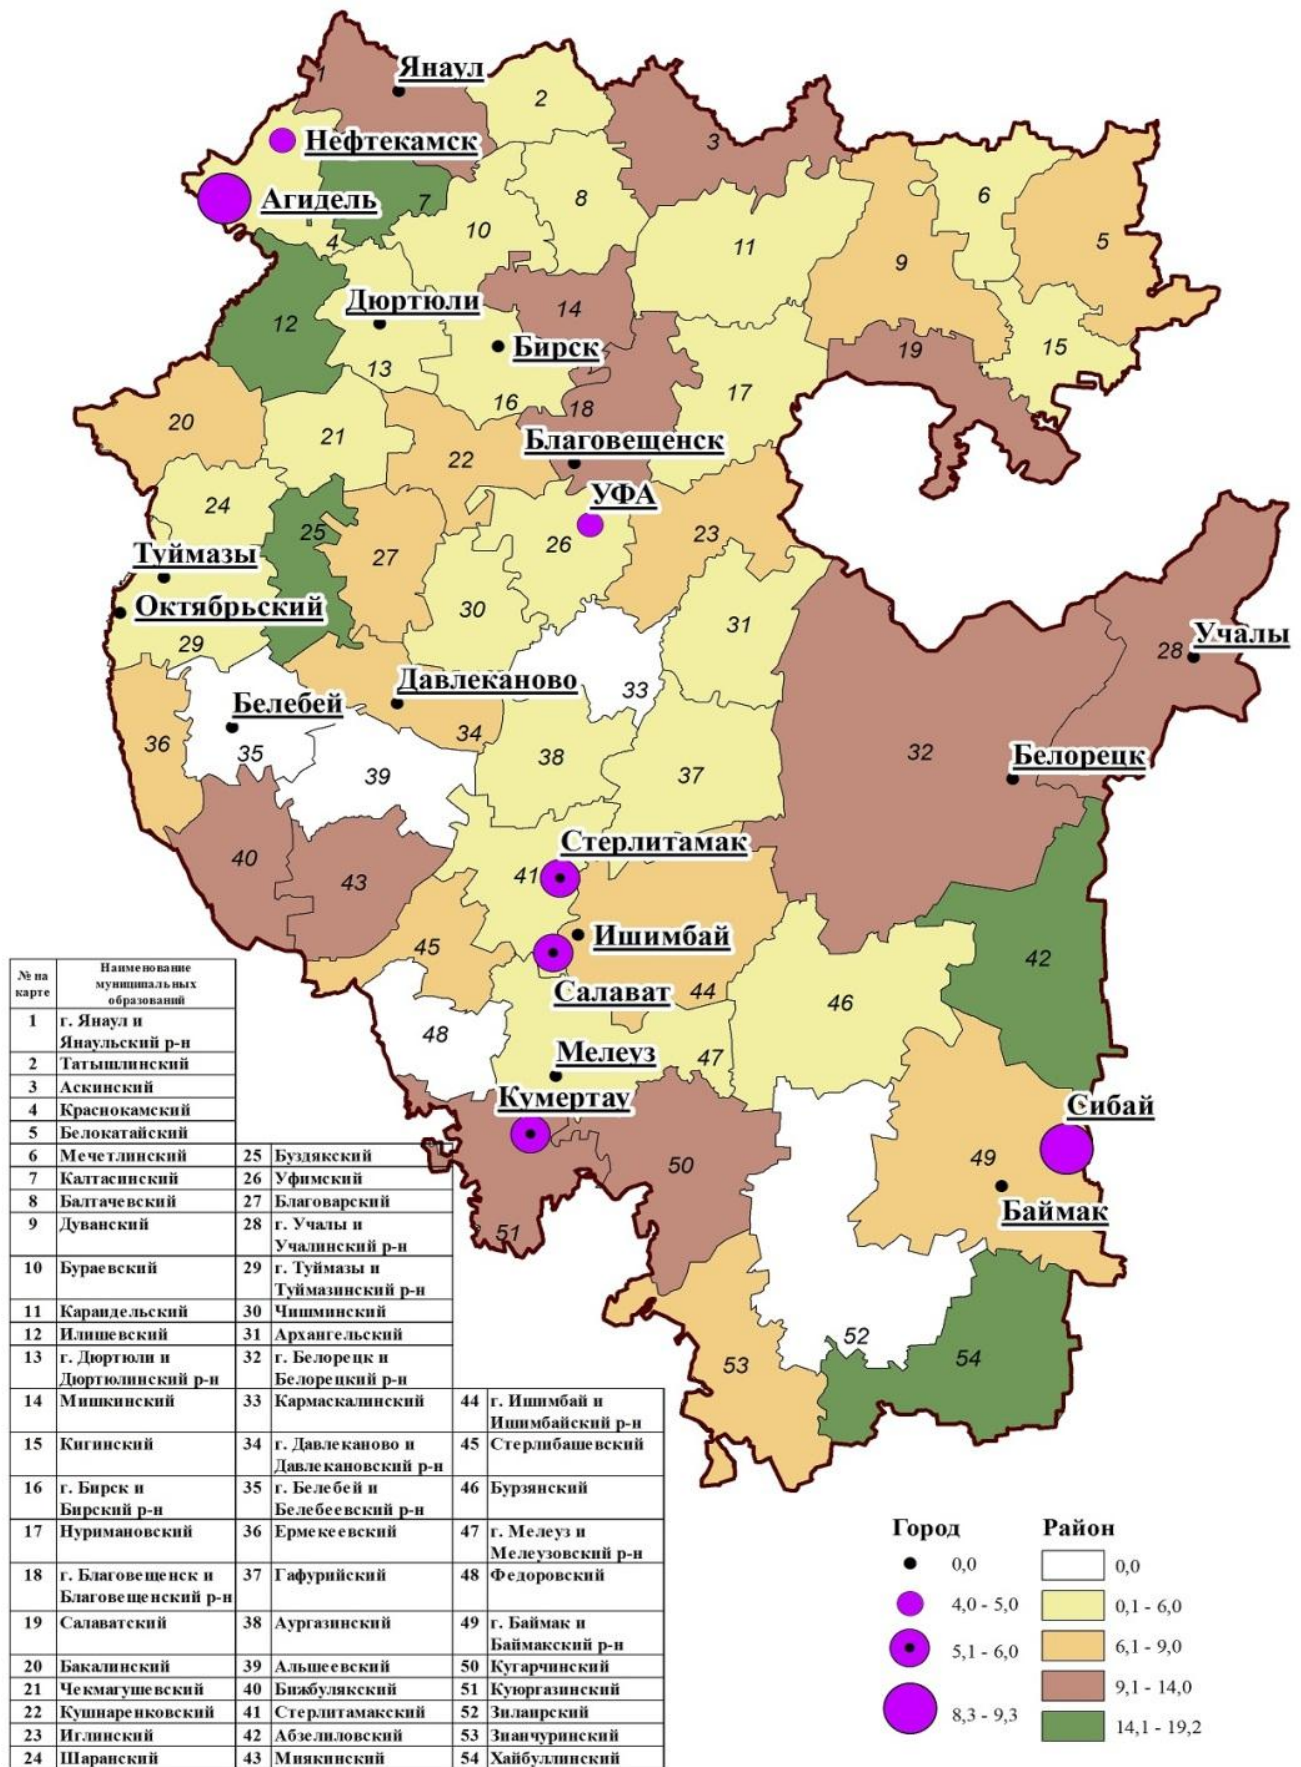 Янаул
1
2
3
Нефтекамск
Агидель
7
8
6
5
4
10
11
9
Дюртюли
12
14
15
Бирск
19
13
16
17
18
20
21
22
Благовещенск
УФА
24
25
26
23
27
Туймазы
Октябрьский
30
31
29
28
Учалы
33
Давлеканово
Белебей
34
36
35
39
38
37
32
Белорецк
Стерлитамак
40
43
41
45
Ишимбай
42
Салават
44
46
48
Мелеуз
47
Кумертау
Сибай
50
49
Баймак
51
52
53
54
№ на карте
Наименование муниципальных образований
1 г. Янаул и
Янаульский р-н
2 Татышлинский
3 Аскинский
4 Краснокамский
5 Белокатайский
6 Мечетлинский
7 Калтасинский
8 Балтачевский
9 Дуванский
10 Бураевский
11 Караидельский
12 Илишевский
13 г. Дюртюли и
Дюртюлинский р-н
14 Мишкинский
15 Кигинский
16 г. Бирск и
Бирский р-н
17 Нуримановский
18 г. Благовещенск и
Благовещенский р-н
19 Салаватский
20 Бакалинский
21 Чекмагушевский
22 Кушнаренковский
23 Иглинский
24 Шаранский
25 Буздякский
26 Уфимский
27 Благоварский
28 г. Учалы и
Учалинский р-н
29 г. Туймазы и
Туймазинский р-н
30 Чишминский
31 Архангельский
32 г. Белорецк и
Белорецкий р-н
33 Кармаскалинский
34 г. Давлеканово и
Давлекановский р-н
35 г. Белебей и
Белебеевский р-н
36 Ермекеевский
37 Гафурийский
38 Аургазинский
39 Альшеевский
40 Бижбулякский
41 Стерлитамакский
42 Абзелиловский
43 Миякинский
44 г. Ишимбай и
Ишимбайский р-н
45 Стерлибашевский
46 Бурзянский
47 г. Мелеуз и
Мелеузовский р-н
48 Федоровский
49 г. Баймак и
Баймакский р-н
50 Кугарчинский
51 Куюргазинский
52 Зилаирский
53 Зианчуринский
54 Хайбуллинский
Город
0,0
4,0 - 5,0
5,1 - 6,0
8,3 - 9,3
Район
0,0
0,1 - 6,0
6,1 - 9,0
9,1 - 14,0
14,1 - 19,2